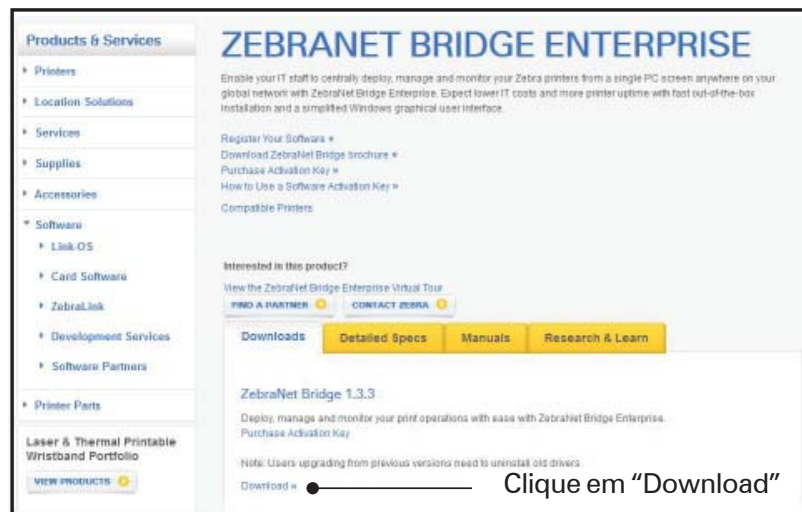 Products & Services
Printers
Location Solutions
Services
Supplies
Accessories
Software
Link-OS
Card Software
ZebraLink
Development Services
Software Partners
Printer Parts
Laser & Thermal Printable
Wristband Portfolio
VIEW PRODUCTS
ZEBRANET BRIDGE ENTERPRISE
Enable your IT staff to centrally deploy, manage and monitor your Zebra printers from a single PC screen anywhere on your
global network with ZebraNet Bridge Enterprise. Expect lower IT costs and more printer uptime with fast out-of-the-box
installation and a simplified Windows graphical user interface.
Register Your Software »
Download ZebraNet Bridge brochure »
Purchase Activation Key »
How to Use a Software Activation Key »
Compatible Printers
Interested in this product?
View the ZebraNet Bridge Enterprise Virtual Tour
FIND A PARTNER CONTACT ZEBRA
Downloads Detailed Specs Manuals Research & Learn
ZebraNet Bridge 1.3.3
Deploy, manage and monitor your print operations with ease with ZebraNet Bridge Enterprise.
Purchase Activation Key
Note: Users upgrading from previous versions need to uninstall old drivers
Download » Clique em “Download”